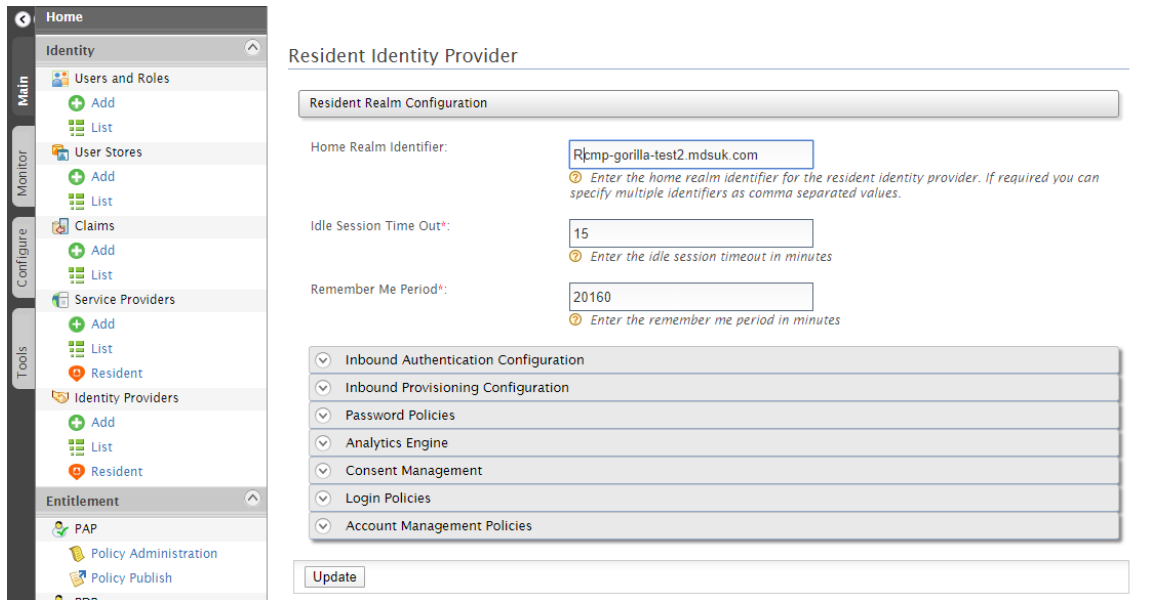 Home
Main
Monitor
Configure
Tools
Identity
Users and Roles
Add
List
User Stores
Add
List
Claims
Add
List
Service Providers
Add
List
Resident
Identity Providers
Add
List
Resident
Entitlement
PAP
Policy Administration
Policy Publish
PDP
Resident Identity Provider
Resident Realm Configuration
Home Realm Identifier:
Rcmp-gorilla-test2.mdsuk.com
Enter the home realm identifier for the resident identity provider. If required you can
specify multiple identifiers as comma separated values.
Idle Session Time Out*:
15
Enter the idle session timeout in minutes
Remember Me Period*:
20160
Enter the remember me period in minutes
Inbound Authentication Configuration
Inbound Provisioning Configuration
Password Policies
Analytics Engine
Consent Management
Login Policies
Account Management Policies
Update